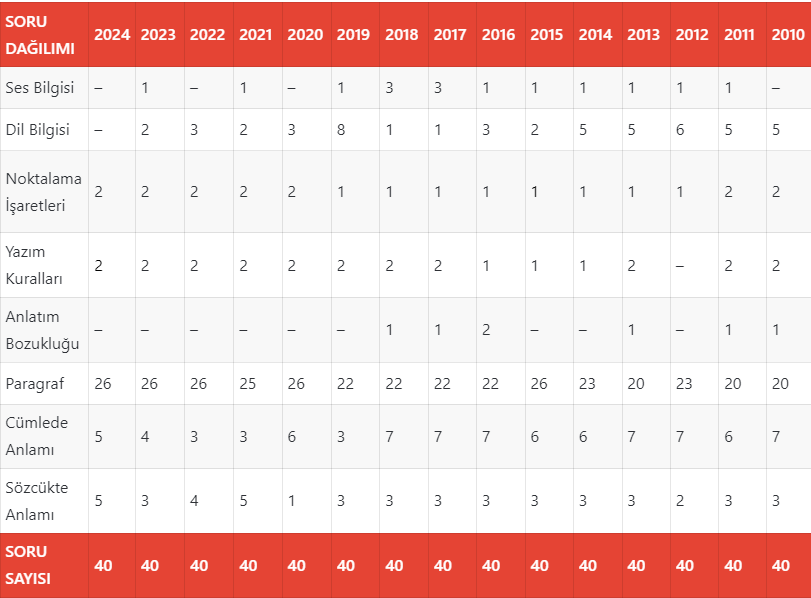 SORU
DAĞILIMI 2024 2023 2022 2021 2020 2019 2018 2017 2016 2015 2014 2013 2012 2011 2010
Ses Bilgisi – 1 – 1 – 1 3 3 1 1 1 1 1 1 –
Dil Bilgisi – 2 3 2 3 8 1 1 3 2 5 5 6 5 5
Noktalama
İşaretleri 2 2 2 2 2 1 1 1 1 1 1 1 1 2 2
Yazım
Kuralları 2 2 2 2 2 2 2 2 1 1 1 2 – 2 2
Anlatım
Bozukluğu – – – – – – 1 1 2 – – 1 – 1 1
Paragraf 26 26 26 25 26 22 22 22 22 26 23 20 23 20 20
Cümlede
Anlamı 5 4 3 3 6 3 7 7 7 6 6 7 7 6 7
Sözcükte
Anlamı 5 3 4 5 1 3 3 3 3 3 3 3 2 3 3
SORU
SAYISI 40 40 40 40 40 40 40 40 40 40 40 40 40 40 40